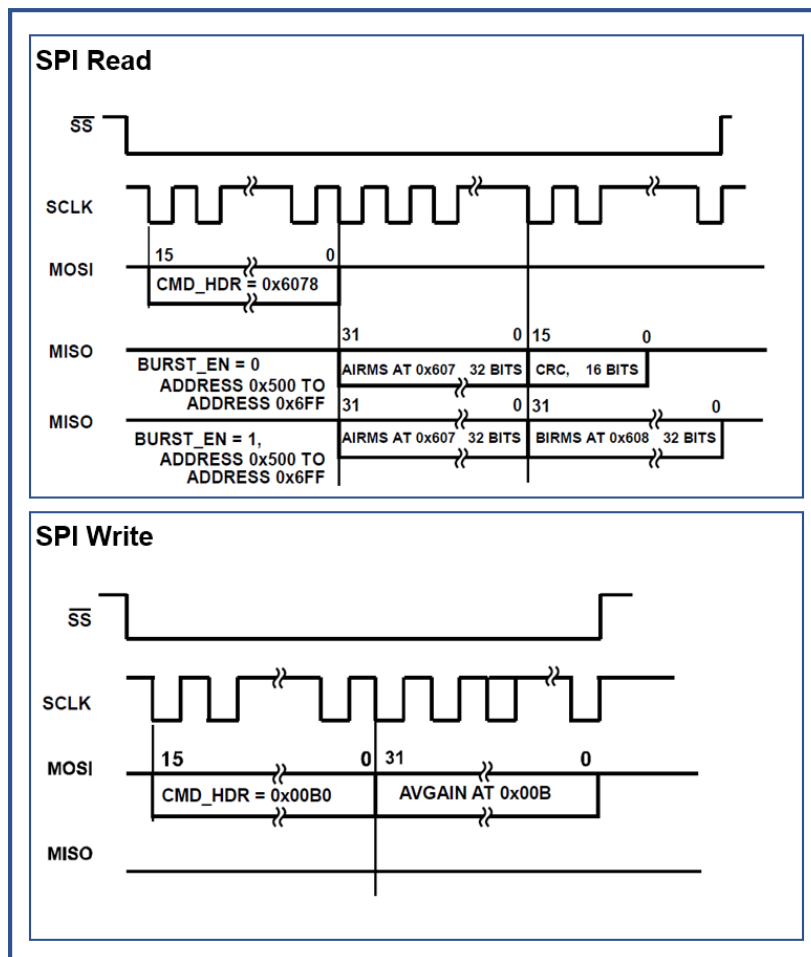 SPI Read
SS
SCLK
15 0
MOSI
CMD_HDR = 0x6078
31 0 15 0
MISO
BURST_EN = 0
ADDRESS 0x500 TO
ADDRESS 0x6FF
AIRMS AT 0x607 32 BITS
CRC, 16 BITS
31 0 31 0
MISO
BURST_EN = 1,
ADDRESS 0x500 TO
ADDRESS 0x6FF
AIRMS AT 0x607 32 BITS
BIRMS AT 0x608 32 BITS
SPI Write
SS
SCLK
15 0 31 0
MOSI
CMD_HDR = 0x00B0
AVGAIN AT 0x00B
MISO